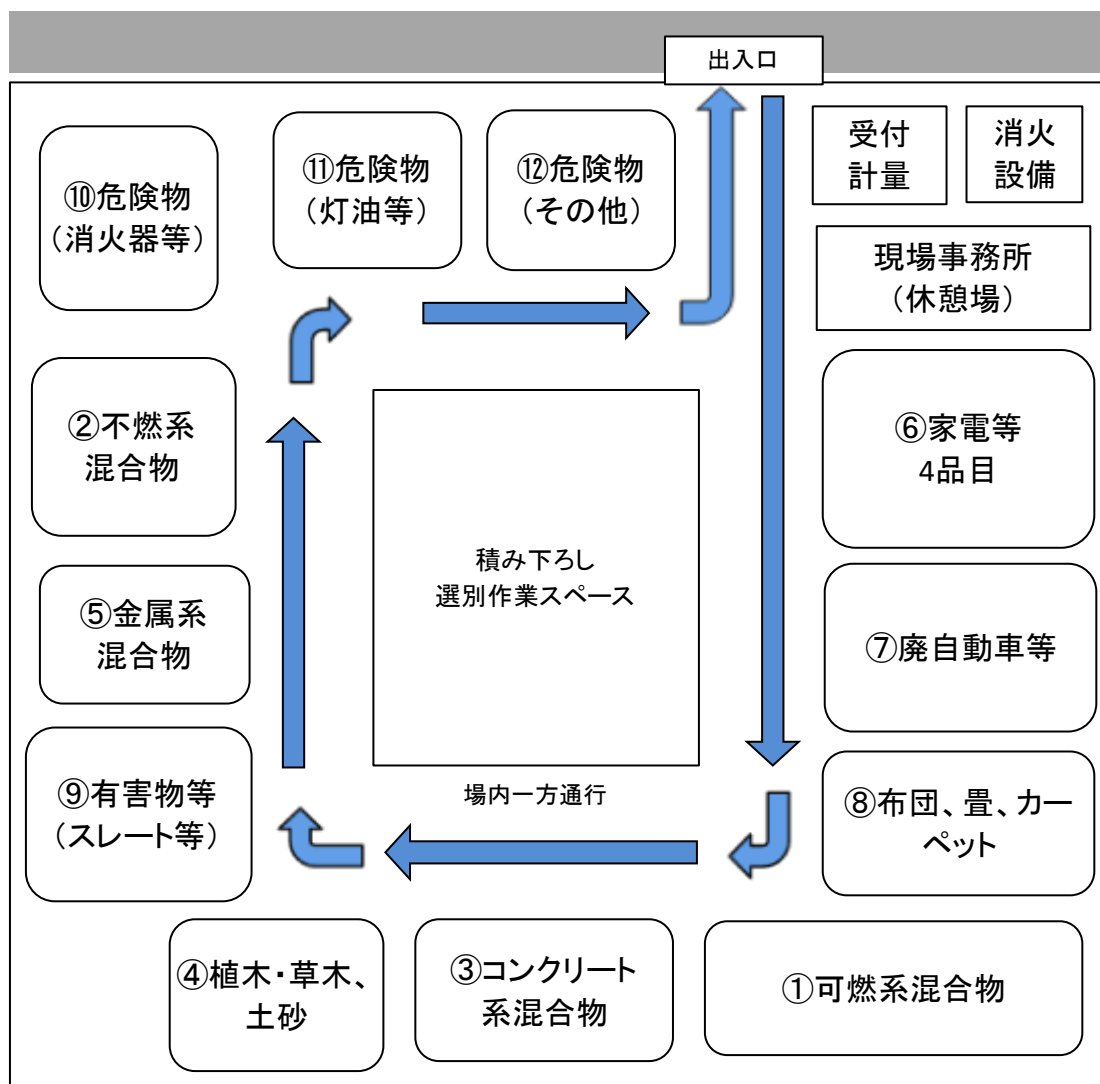 出入口
受付
計量
消火
設備
⑩危険物
（消火器等）
⑪危険物
（灯油等）
⑫危険物
（その他）
現場事務所
（休憩場）
②不燃系
混合物
⑥家電等
4品目
積み下ろし
選別作業スペース
⑤金属系
混合物
⑦廃自動車等
場内一方通行
⑨有害物等
（スレート等）
⑧布団、畳、カー
ペット
④植木・草木、
土砂
③コンクリート
系混合物
①可燃系混合物